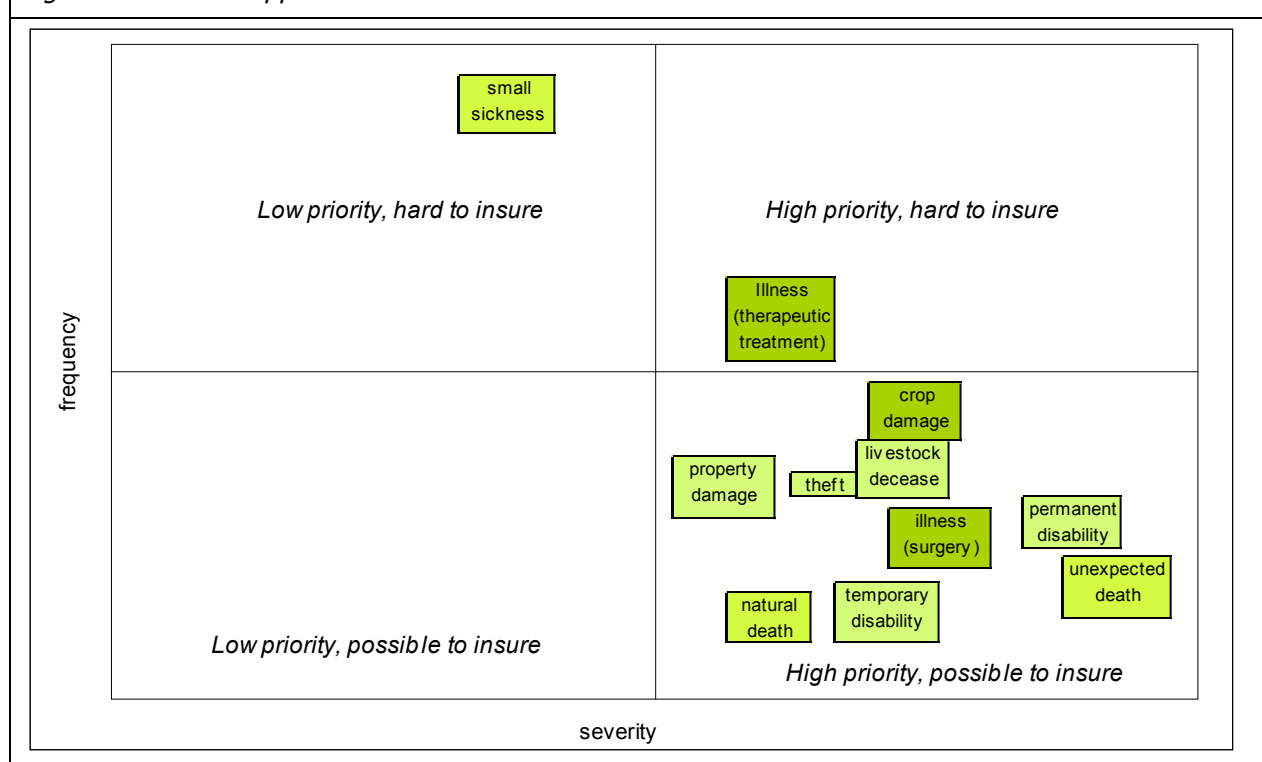 small
sickness
Low priority, hard to insure
High priority, hard to insure
Illness
(therapeutic
treatment)
frequency
crop
damage
livestock
decease
property
damage
theft
permanent
disability
illness
(surgery)
unexpected
death
temporary
disability
natural
death
Low priority, possible to insure
High priority, possible to insure
severity